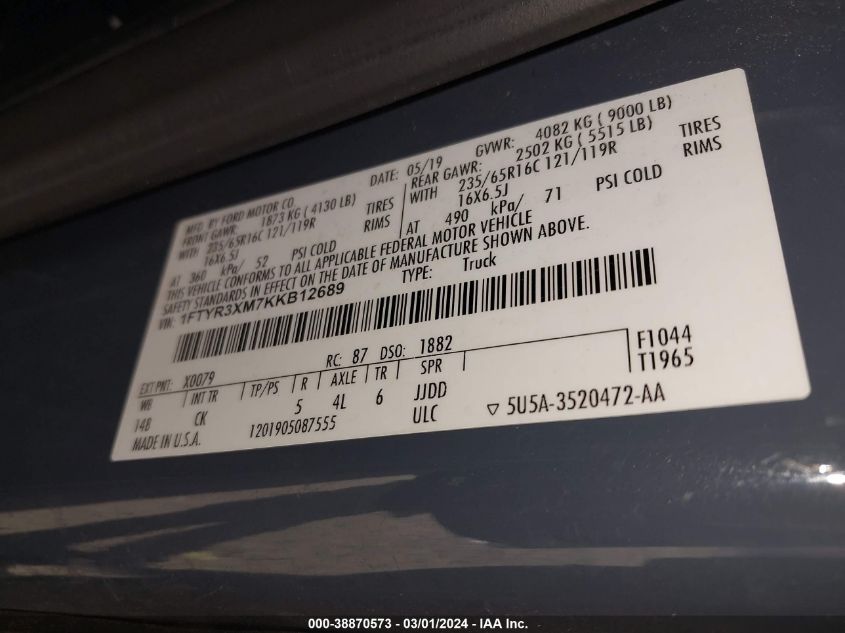 MFD. BY FORD MOTOR CO. DATE: 05/19 GVWR: 4082 KG ( 9000 LB)
FRONT GAWR: 1873 KG ( 4130 LB) REAR GAWR: 2502 KG ( 5515 LB)
WITH 235/65R16C 121/119R TIRES WITH 235/65R16C 121/119R TIRES
16X6.5J RIMS 16X6.5J RIMS
AT 360 kPa/ 52 PSI COLD AT 490 kPa/ 71 PSI COLD
THIS VEHICLE CONFORMS TO ALL APPLICABLE FEDERAL MOTOR VEHICLE
SAFETY STANDARDS IN EFFECT ON THE DATE OF MANUFACTURE SHOWN ABOVE.
VIN: 1FTYR3XM7KKB12689 TYPE: Truck
EXT PNT: X0079 RC: 87 DSO: 1882 F1044
WB INT TR TP/PS R AXLE TR SPR T1965
14B CK 5 4L 6 JJDD
MADE IN U.S.A. 1201905087555 ULC ▽ 5U5A-3520472-AA
000-38870573 - 03/01/2024 - IAA Inc.